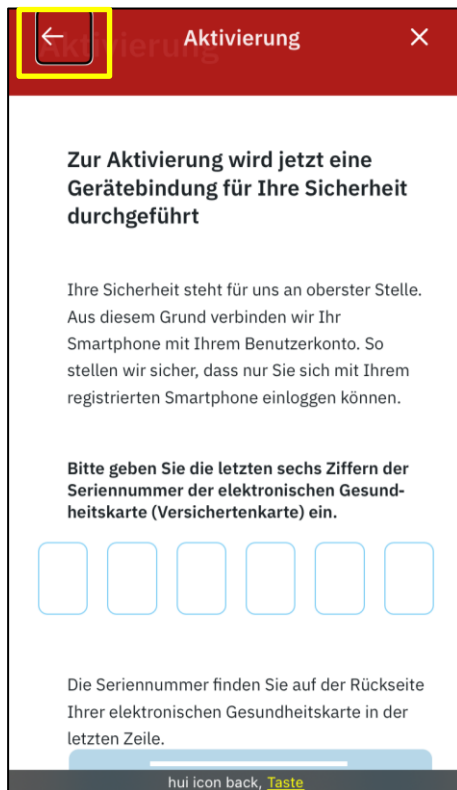 Aktivierung
Aktivierung
Zur Aktivierung wird jetzt eine
Gerätebindung für Ihre Sicherheit
durchgeführt
Ihre Sicherheit steht für uns an oberster Stelle.
Aus diesem Grund verbinden wir Ihr
Smartphone mit Ihrem Benutzerkonto. So
stellen wir sicher, dass nur Sie sich mit Ihrem
registrierten Smartphone einloggen können.
Bitte geben Sie die letzten sechs Ziffern der
Seriennummer der elektronischen Gesund-
heitskarte (Versichertenkarte) ein.
Die Seriennummer finden Sie auf der Rückseite
Ihrer elektronischen Gesundheitskarte in der
letzten Zeile.
hui icon back, Taste